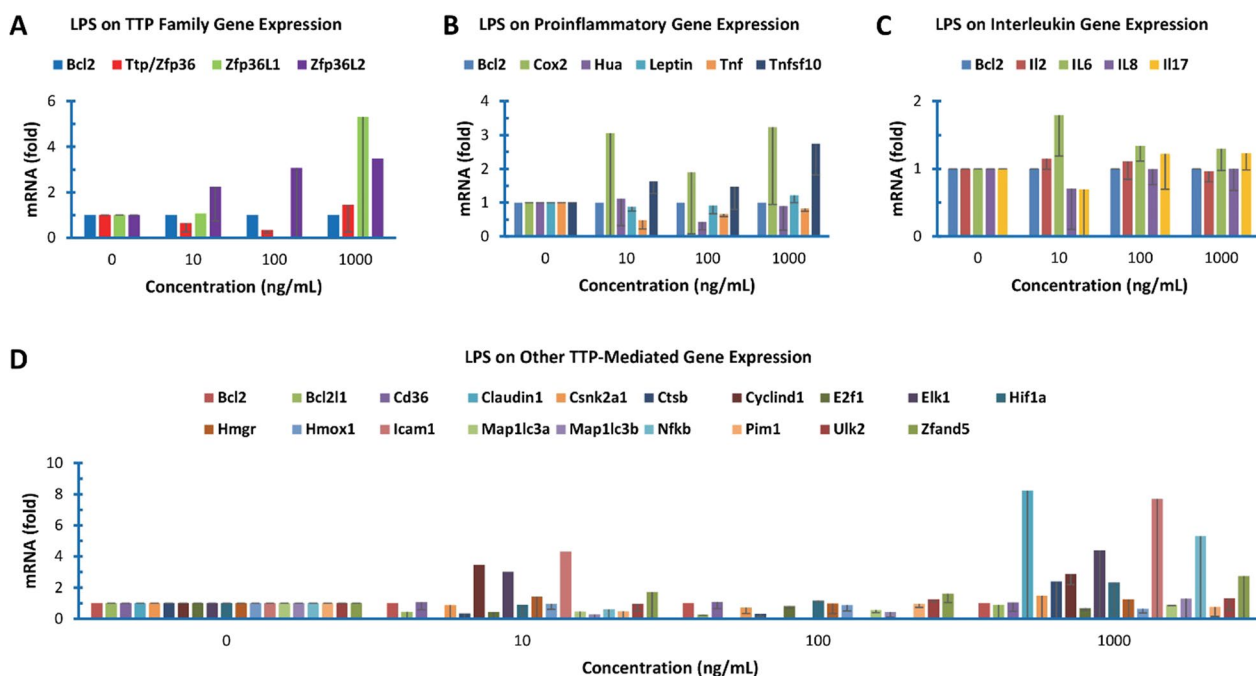 A
LPS on TTP Family Gene Expression
Bcl2 Ttp/Zfp36 Zfp36L1 Zfp36L2
6
4
2
0
mRNA (fold)
0 10 100 1000
Concentration (ng/mL)
B
LPS on Proinflammatory Gene Expression
Bcl2 Cox2 Hua Leptin Tnf Tnfsf10
4
3
2
1
0
mRNA (fold)
0 10 100 1000
Concentration (ng/mL)
C
LPS on Interleukin Gene Expression
Bcl2 Il2 IL6 IL8 Il17
2
1
0
mRNA (fold)
0 10 100 1000
Concentration (ng/mL)
D
LPS on Other TTP-Mediated Gene Expression
Bcl2 Bcl2l1 Cd36 Claudin1 Csnk2a1 Ctsb Cyclind1 E2f1 Elk1 Hif1a
Hmgr Hmox1 Icam1 Map1lc3a Map1lc3b Nfkb Pim1 Ulk2 Zfand5
10
8
6
4
2
0
mRNA (fold)
0 10 100 1000
Concentration (ng/mL)